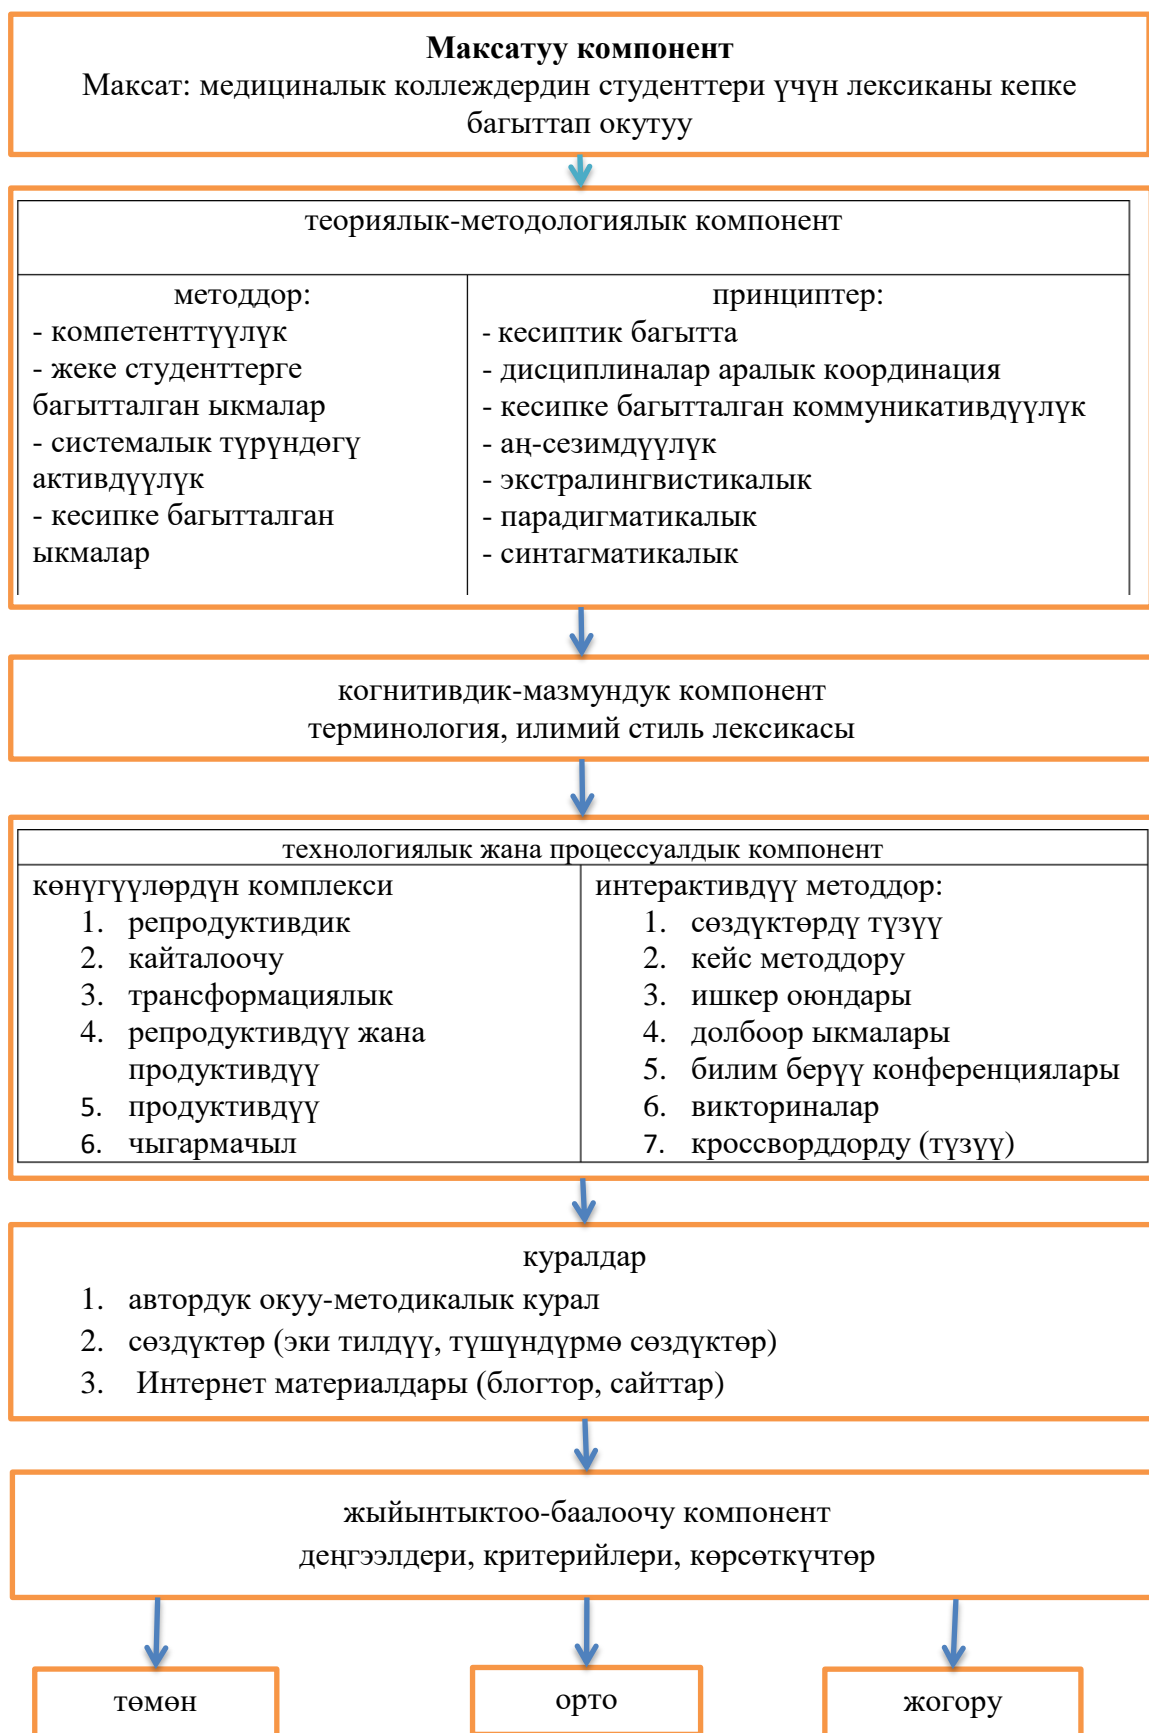 Максатуу компонент
Максат: медициналык коллеждердин студенттери үчүн лексиканы кепке
багыттап окутуу
теориялык-методологиялык компонент
методдор:
- компетенттүүлүк
- жеке студенттерге
багытталган ыкмалар
- системалык түрүндөгү
активдүүлүк
- кесипке багытталган
ыкмалар
принциптер:
- кесиптик багытта
- дисциплиналар аралык координация
- кесипке багытталган коммуникативдүүлүк
- аң-сезимдүүлүк
- экстралингвистикалык
- парадигматикалык
- синтагматикалык
когнитивдик-мазмундук компонент
терминология, илимий стиль лексикасы
технологиялык жана процессуалдык компонент
көнүгүүлөрдүн комплекси
1. репродуктивдик
2. кайталоочу
3. трансформациялык
4. репродуктивдүү жана
продуктивдүү
5. продуктивдүү
6. чыгармачыл
интерактивдүү методдор:
1. сөздүктөрдү түзүү
2. кейс методдору
3. ишкер оюндары
4. долбоор ыкмалары
5. билим берүү конференциялары
6. викториналар
7. кроссворддорду (түзүү)
куралдар
1. автордук окуу-методикалык курал
2. сөздүктөр (эки тилдүү, түшүндүрмө сөздүктөр)
3. Интернет материалдары (блогтор, сайттар)
жыйынтыктоо-баалоочу компонент
деңгээлдери, критерийлери, көрсөткүчтөр
төмөн
орто
жогору